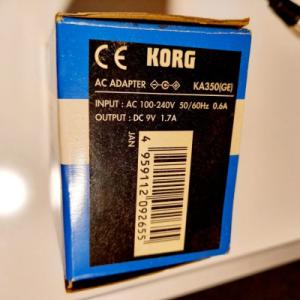 CE KORG
AC ADAPTER KA350(GE)
INPUT : AC 100-240V 50/60Hz 0.6A
OUTPUT : DC 9V 1.7A
JAN
4 959112 092655